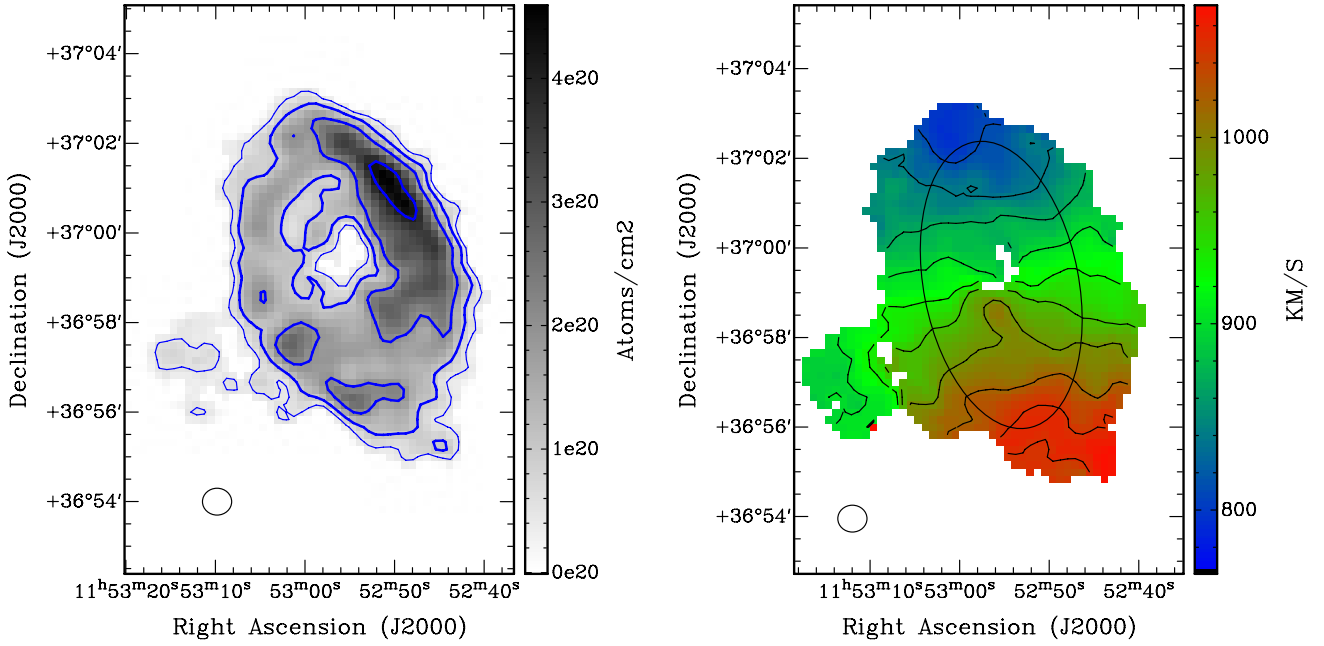 +37°04′
+37°02′
+37°00′
+36°58′
+36°56′
+36°54′
Declination (J2000)
11ʰ53ᵐ20ˢ 53ᵐ10ˢ 53ᵐ00ˢ 52ᵐ50ˢ 52ᵐ40ˢ
Right Ascension (J2000)
4e20
3e20
2e20
1e20
0e20
Atoms/cm2
+37°04′
+37°02′
+37°00′
+36°58′
+36°56′
+36°54′
Declination (J2000)
11ʰ53ᵐ10ˢ 53ᵐ00ˢ 52ᵐ50ˢ 52ᵐ40ˢ
Right Ascension (J2000)
1000
900
800
KM/S